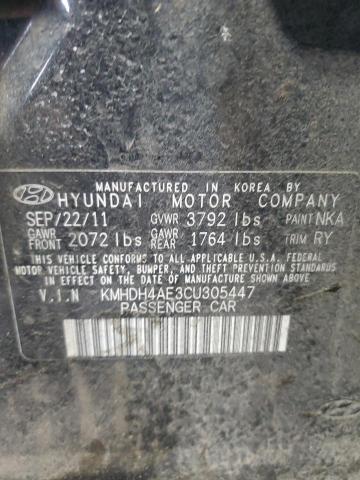 MANUFACTURED IN KOREA BY
HYUNDAI MOTOR COMPANY
SEP/22/11 GVWR 3792 lbs PAINT NKA
GAWR FRONT 2072 lbs GAWR REAR 1764 lbs TRIM RY
THIS VEHICLE CONFORMS TO ALL APPLICABLE U.S.A. FEDERAL
MOTOR VEHICLE SAFETY, BUMPER, AND THEFT PREVENTION STANDARDS
IN EFFECT ON THE DATE OF MANUFACTURE SHOWN HERE.
V.I.N KMHDH4AE3CU305447
PASSENGER CAR